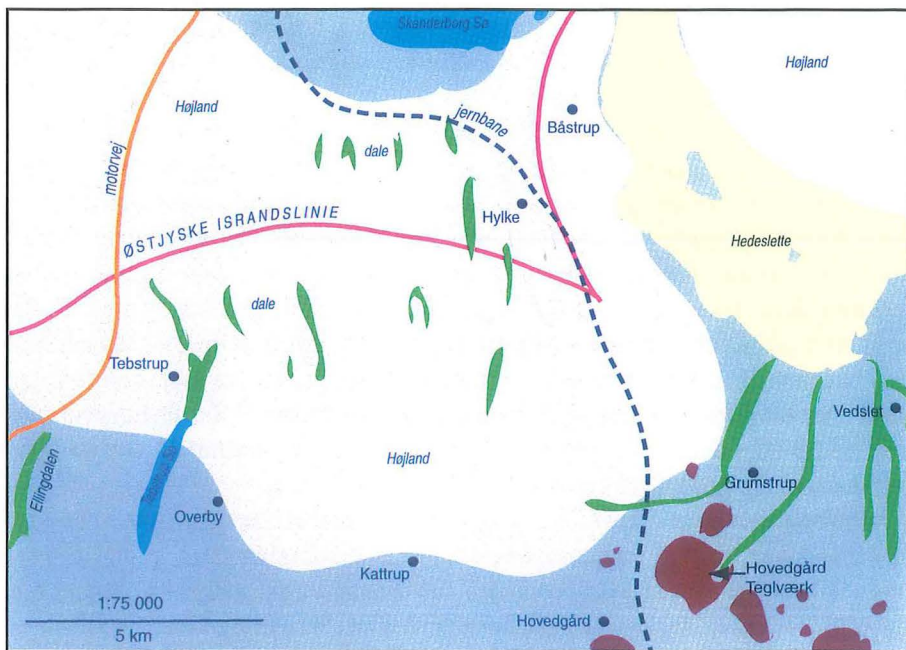 Skanderborg Sø
Højland
Højland
jernbane
Båstrup
motorvej
dale
ØSTJYSKE ISRANDSLINIE
Hylke
Hedeslette
dale
Tebstrup
Vedslet
Højland
Ellingdalen
Sø
Grumstrup
Overby
Kattrup
Hovedgård
Teglværk
1:75 000
5 km
Hovedgård